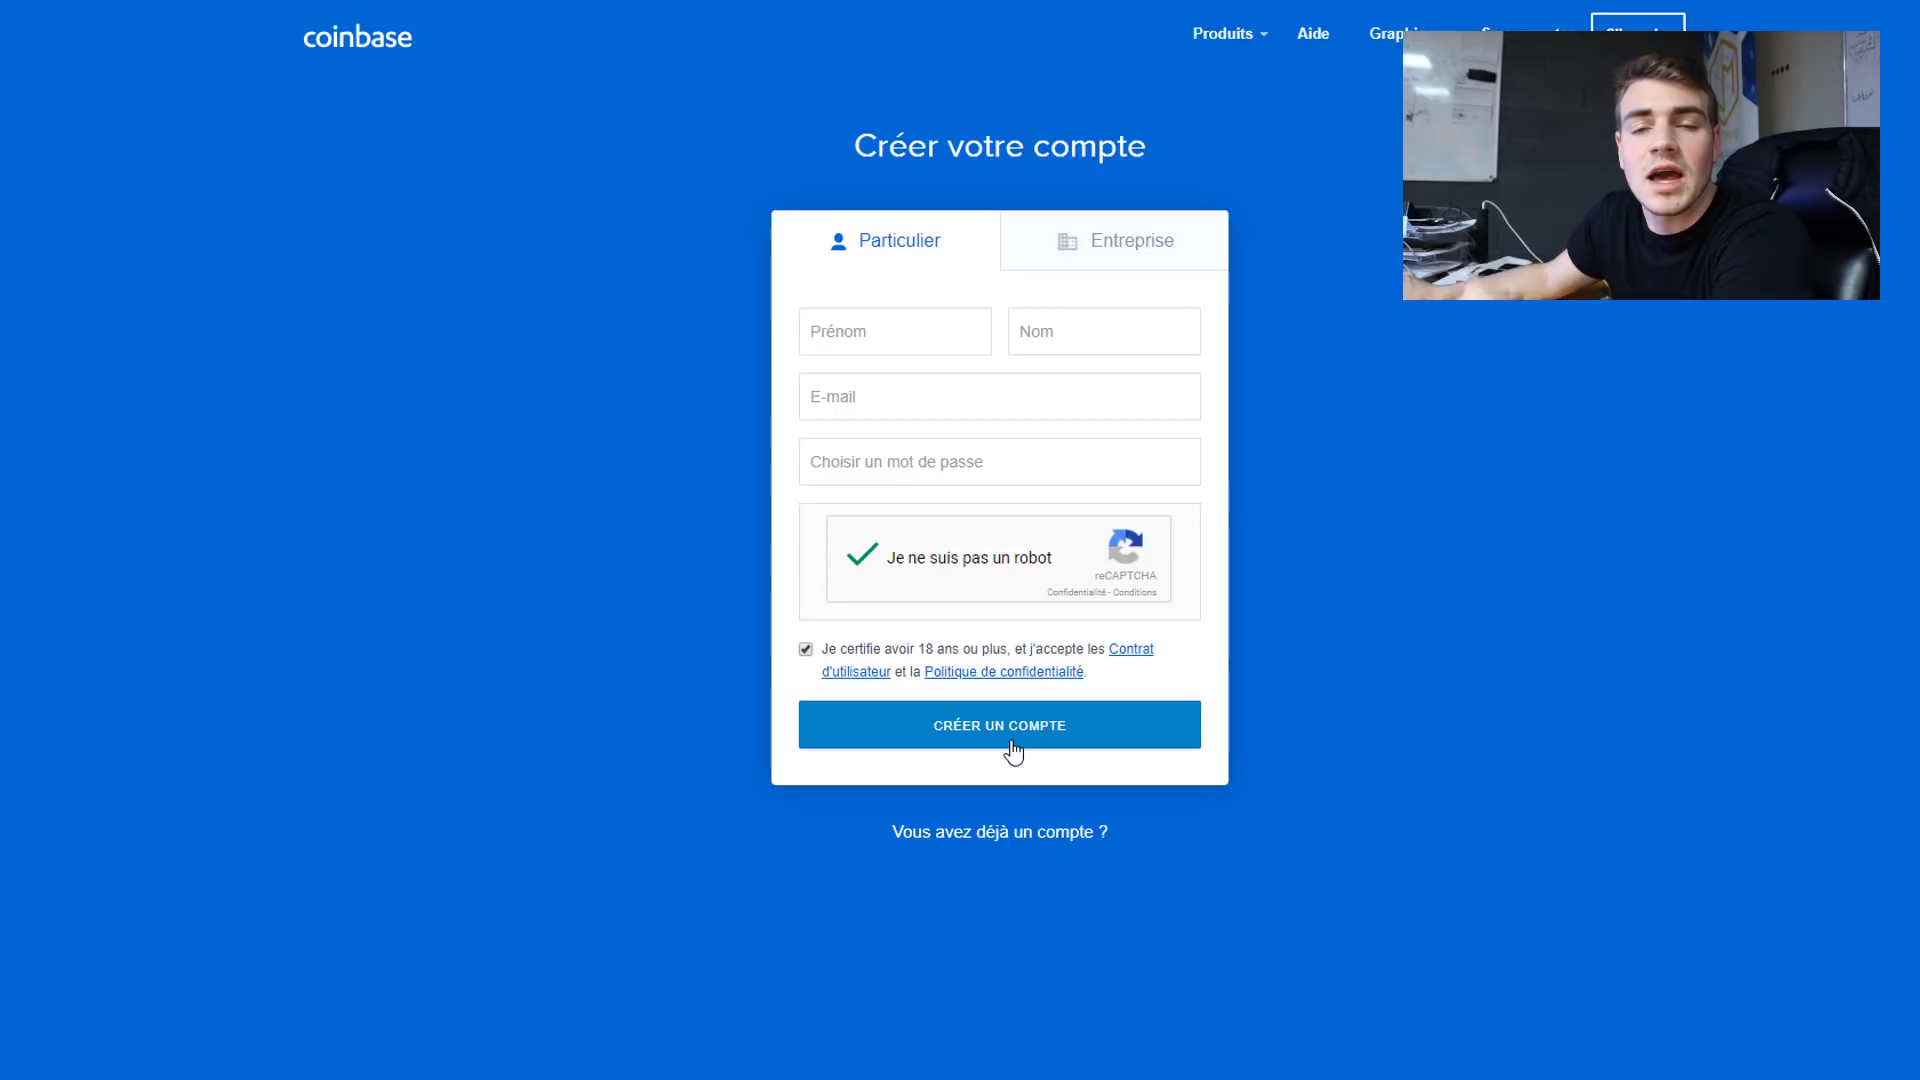 coinbase
Produits
Aide
Créer votre compte
Particulier
Entreprise
Prénom
Nom
E-mail
Choisir un mot de passe
Je ne suis pas un robot
reCAPTCHA
Confidentialité - Conditions
Je certifie avoir 18 ans ou plus, et j'accepte les Contrat
d'utilisateur et la Politique de confidentialité.
CRÉER UN COMPTE
Vous avez déjà un compte ?